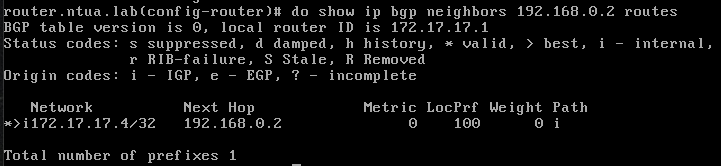 router.ntua.lab(config-router)# do show ip bgp neighbors 192.168.0.2 routes
BGP table version is 0, local router ID is 172.17.17.1
Status codes: s suppressed, d damped, h history, * valid, > best, i - internal,
              r RIB-failure, S Stale, R Removed
Origin codes: i - IGP, e - EGP, ? - incomplete

   Network          Next Hop            Metric LocPrf Weight Path
*>i172.17.17.4/32   192.168.0.2              0    100      0 i

Total number of prefixes 1